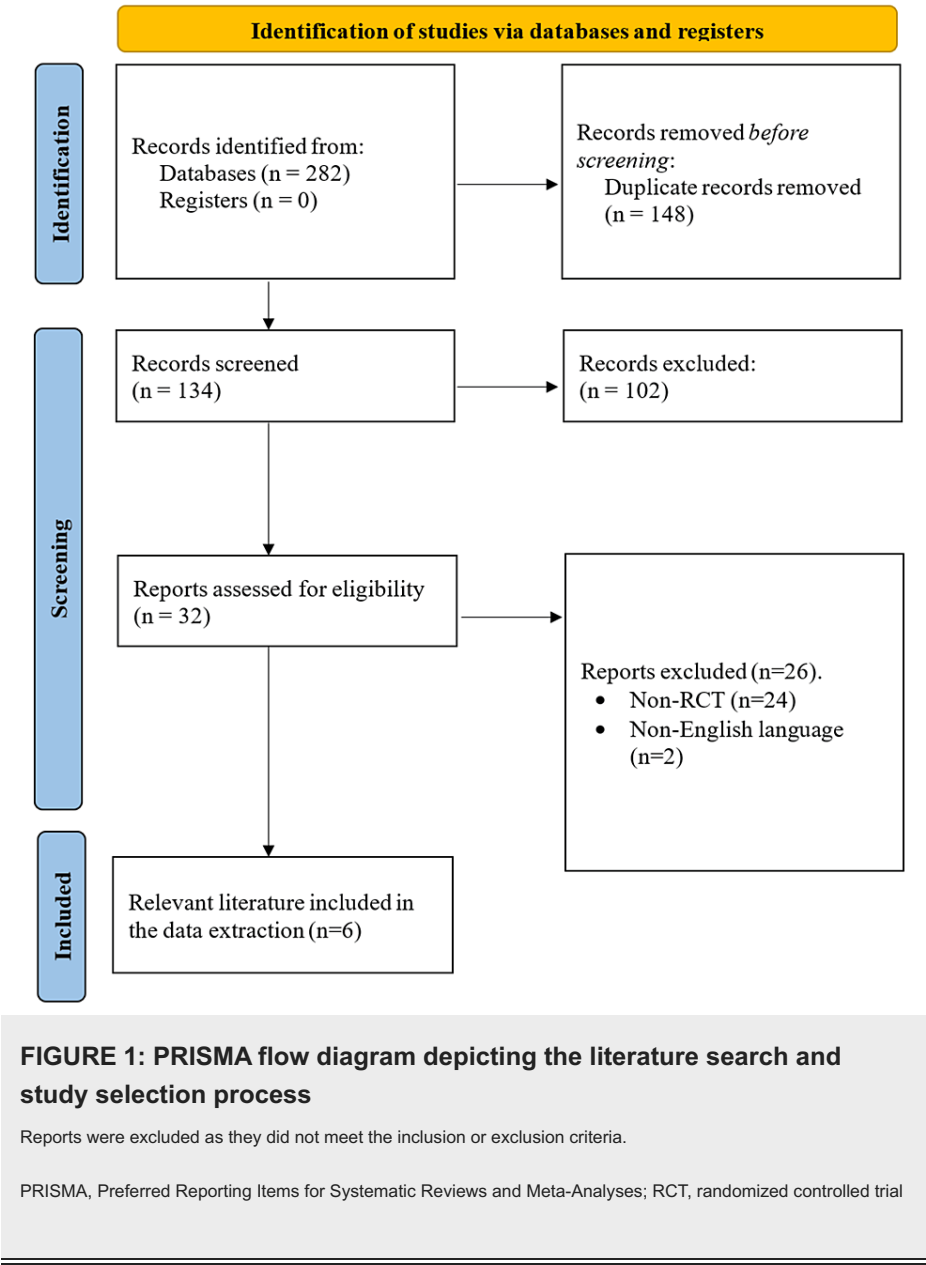 Identification of studies via databases and registers
Identification
Records identified from:
Databases (n = 282)
Registers (n = 0)
Records removed before
screening:
Duplicate records removed
(n = 148)
Screening
Records screened
(n = 134)
Records excluded:
(n = 102)
Reports assessed for eligibility
(n = 32)
Reports excluded (n=26).
• Non-RCT (n=24)
• Non-English language
(n=2)
Included
Relevant literature included in
the data extraction (n=6)
FIGURE 1: PRISMA flow diagram depicting the literature search and
study selection process
Reports were excluded as they did not meet the inclusion or exclusion criteria.
PRISMA, Preferred Reporting Items for Systematic Reviews and Meta-Analyses; RCT, randomized controlled trial